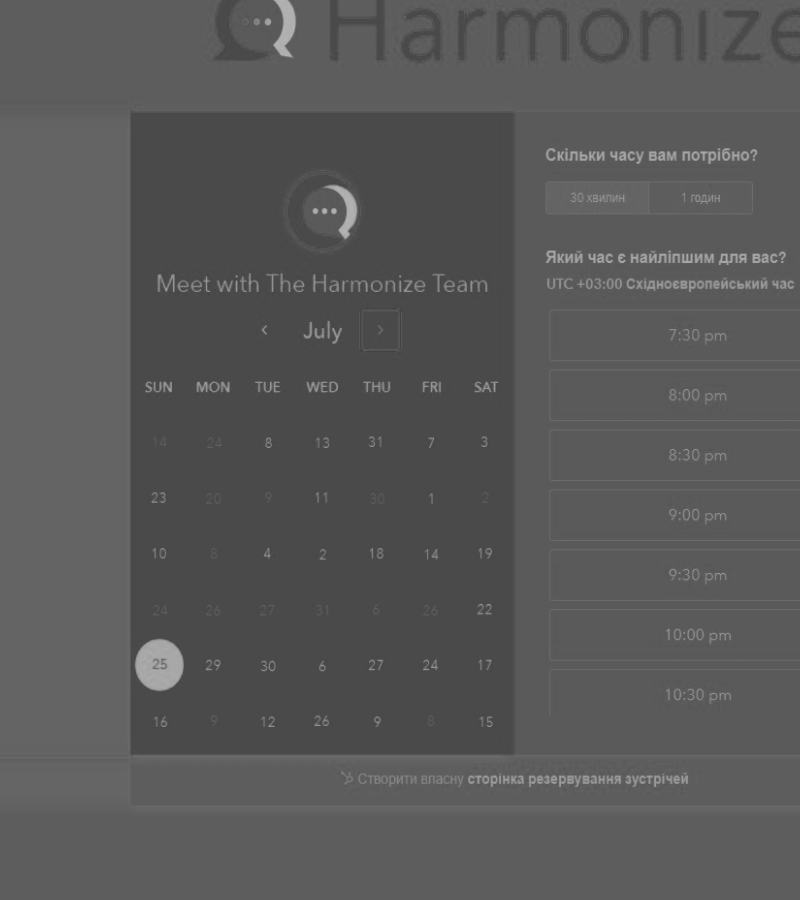 Harmonize
Meet with The Harmonize Team
July
SUN MON TUE WED THU FRI SAT
14 24 8 13 31 7 3
23 20 9 11 30 1 2
10 8 4 2 18 14 19
24 26 27 31 6 26 22
25 29 30 6 27 24 17
16 9 12 26 9 8 15
Скільки часу вам потрібно?
30 хвилин 1 годин
Який час є найліпшим для вас?
UTC +03:00 Східноєвропейський час
7:30 pm
8:00 pm
8:30 pm
9:00 pm
9:30 pm
10:00 pm
10:30 pm
Створити власну сторінка резервування зустрічей